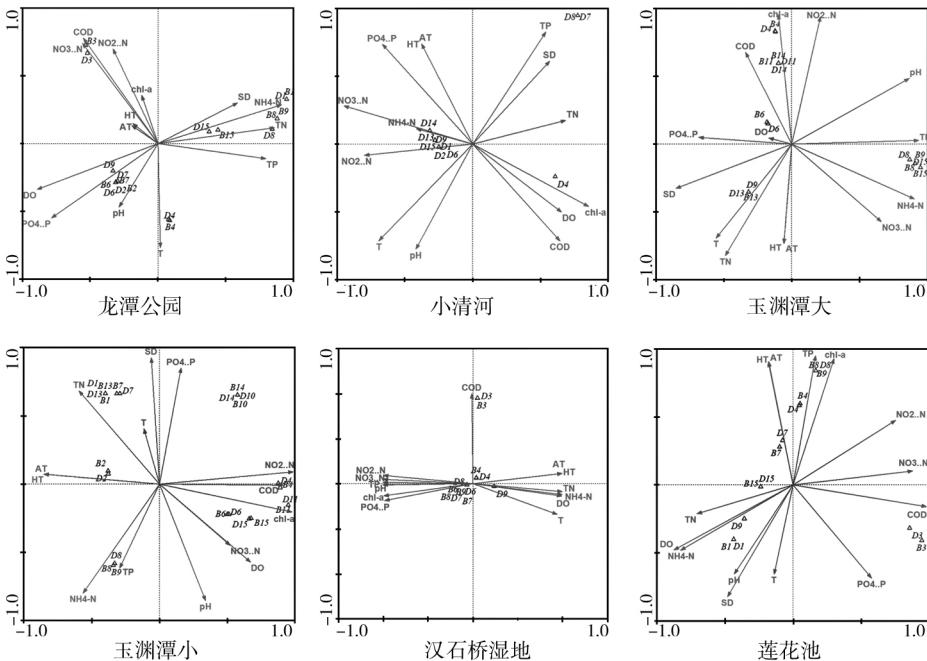 1.0
COD
B3
NO3..N
D3
NO2..N
chl-a
HT
AT
SD
D1
B1
NH4-N
B8
B9
TN
D8
D15
B15
TP
D9
D7
B6
B7
D6
D2
B2
DO
PO4..P
pH
D4
B4
T
-1.0
-1.0
1.0
龙潭公园
D8
D7
TP
AT
HT
PO4..P
SD
NO3..N
TN
NH4-N
D14
D13
D9
D15
D1
D2
D6
NO2..N
D4
DO
chl-a
COD
T
pH
-1.0
1.0
小清河
1.0
chl-a
B4
D4
NO2..N
COD
B14
B11
D11
D14
pH
B6
D6
DO
PO4..P
D8
B9
D15
B8
B15
SD
D9
D13
B13
NH4-N
NO3..N
T
TN
HT
AT
-1.0
-1.0
1.0
玉渊潭大
1.0
SD
PO4..P
TN
D1
B13
B7
D13
D7
B1
B14
D14
D10
B10
T
AT
HT
B2
D2
NO2..N
D4
COD
B4
D11
chl-a
B6
D6
D15
B15
NO3..N
DO
D8
B8
B9
TP
NH4-N
pH
-1.0
-1.0
1.0
玉渊潭小
COD
D3
B3
NO2..N
NO3..N
TP
pH
chl-a
PO4..P
B4
D4
AT
HT
B6
D6
B8
D7
B7
D9
TN
NH4-N
DO
T
-1.0
1.0
汉石桥湿地
1.0
HT
AT
TP
chl-a
B8
D8
B9
B4
D4
D7
B7
NO2..N
B15
D15
NO3..N
COD
TN
D9
D3
B3
DO
NH4-N
B1
D1
pH
T
SD
PO4..P
-1.0
-1.0
1.0
莲花池